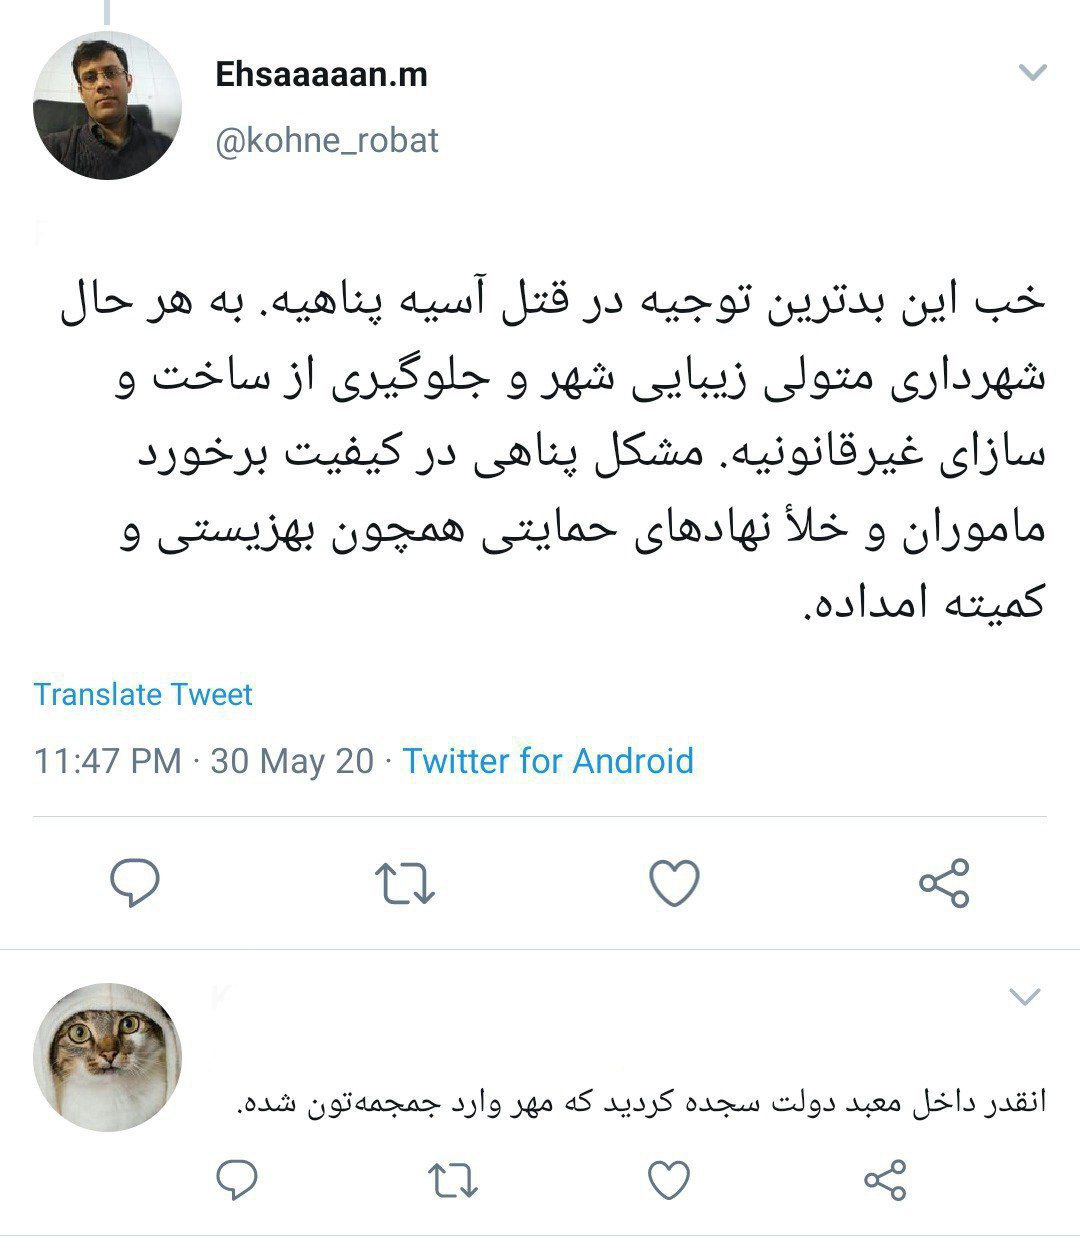 Ehsaaaaan.m
@kohne_robat
خب این بدترین توجیه در قتل آسیه پناهیه. به هر حال
شهرداری متولی زیبایی شهر و جلوگیری از ساخت و
سازای غیرقانونیه. مشکل پناهی در کیفیت برخورد
ماموران و خلأ نهادهای حمایتی همچون بهزیستی و
کمیته امداده.
Translate Tweet
11:47 PM · 30 May 20 · Twitter for Android
انقدر داخل معبد دولت سجده کردید که مهر وارد جمجمه‌تون شده.